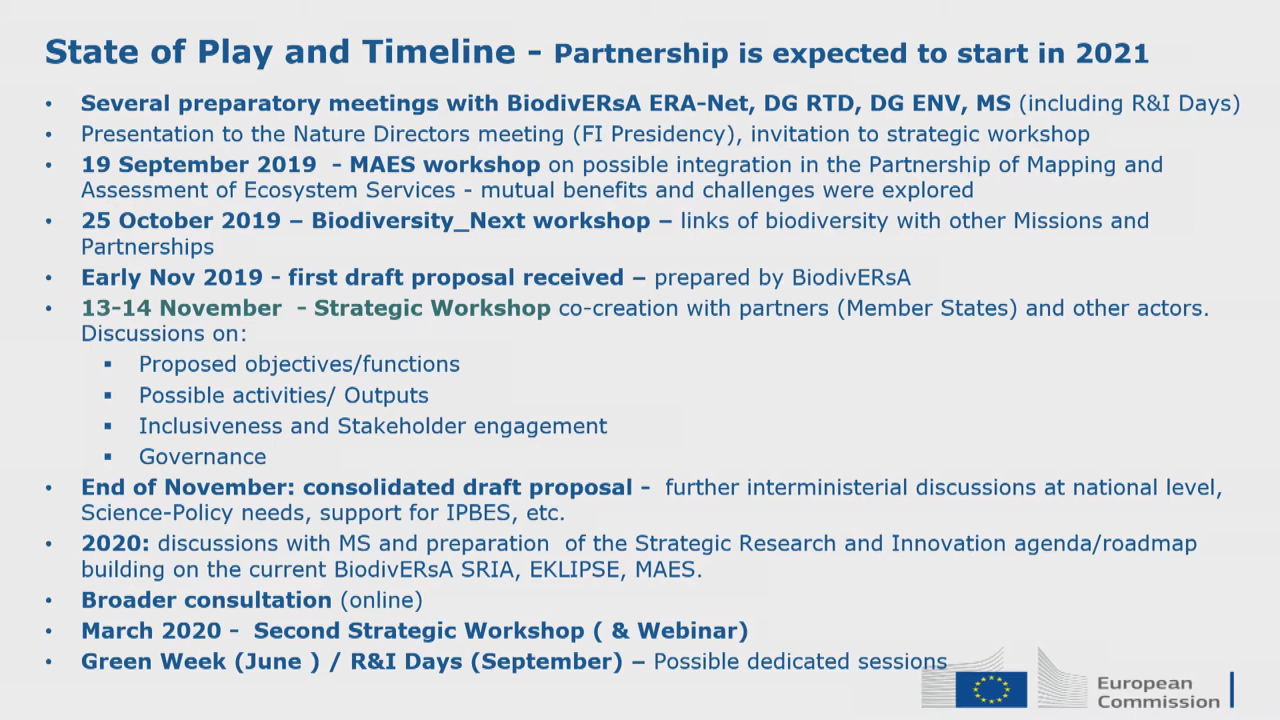 State of Play and Timeline - Partnership is expected to start in 2021
• Several preparatory meetings with BiodivERsA ERA-Net, DG RTD, DG ENV, MS (including R&I Days)
• Presentation to the Nature Directors meeting (FI Presidency), invitation to strategic workshop
• 19 September 2019 - MAES workshop on possible integration in the Partnership of Mapping and
Assessment of Ecosystem Services - mutual benefits and challenges were explored
• 25 October 2019 – Biodiversity_Next workshop – links of biodiversity with other Missions and
Partnerships
• Early Nov 2019 - first draft proposal received – prepared by BiodivERsA
• 13-14 November - Strategic Workshop co-creation with partners (Member States) and other actors.
Discussions on:
▪ Proposed objectives/functions
▪ Possible activities/ Outputs
▪ Inclusiveness and Stakeholder engagement
▪ Governance
• End of November: consolidated draft proposal - further interministerial discussions at national level,
Science-Policy needs, support for IPBES, etc.
• 2020: discussions with MS and preparation of the Strategic Research and Innovation agenda/roadmap
building on the current BiodivERsA SRIA, EKLIPSE, MAES.
• Broader consultation (online)
• March 2020 - Second Strategic Workshop ( & Webinar)
• Green Week (June ) / R&I Days (September) – Possible dedicated sessions
European
Commission